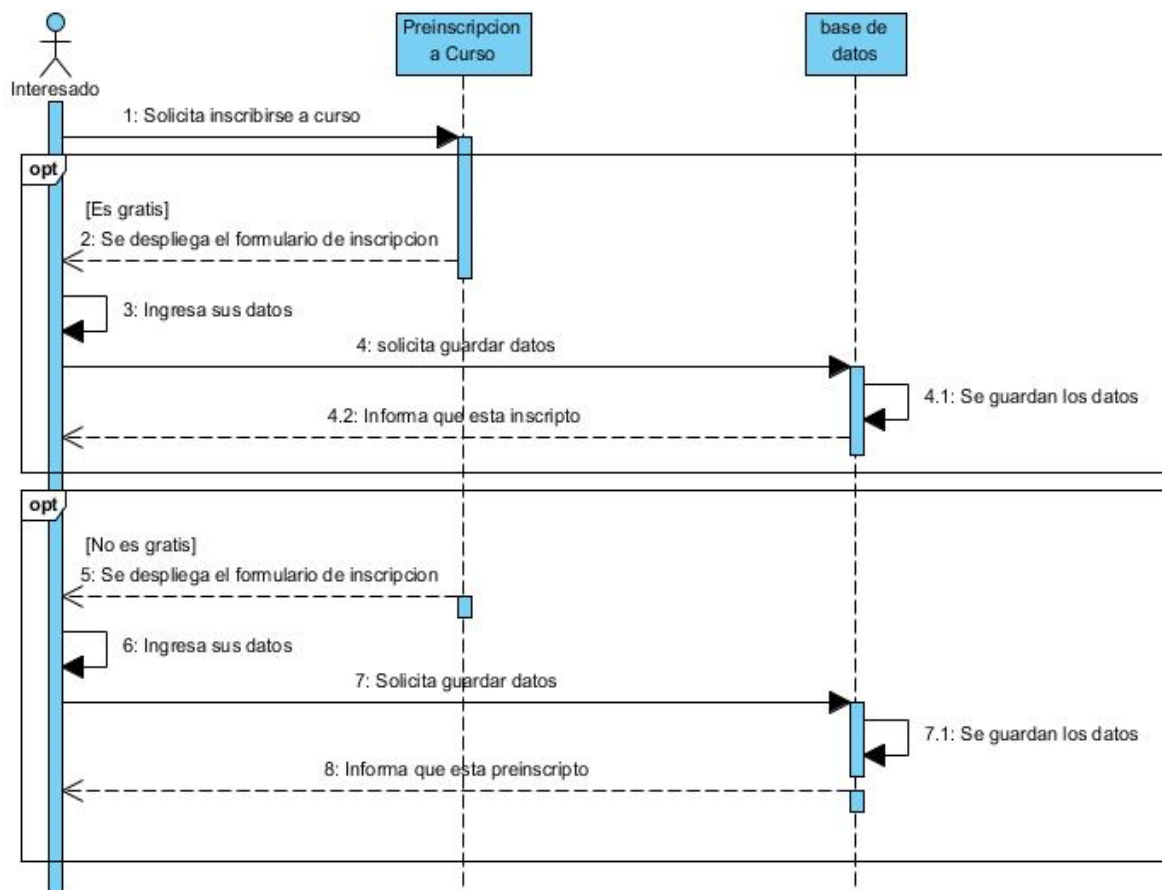 Interesado
Preinscripcion
a Curso
base de
datos
1: Solicita inscribirse a curso
opt
[Es gratis]
2: Se despliega el formulario de inscripcion
3: Ingresa sus datos
4: solicita guardar datos
4.1: Se guardan los datos
4.2: Informa que esta inscripto
opt
[No es gratis]
5: Se despliega el formulario de inscripcion
6: Ingresa sus datos
7: Solicita guardar datos
7.1: Se guardan los datos
8: Informa que esta preinscripto